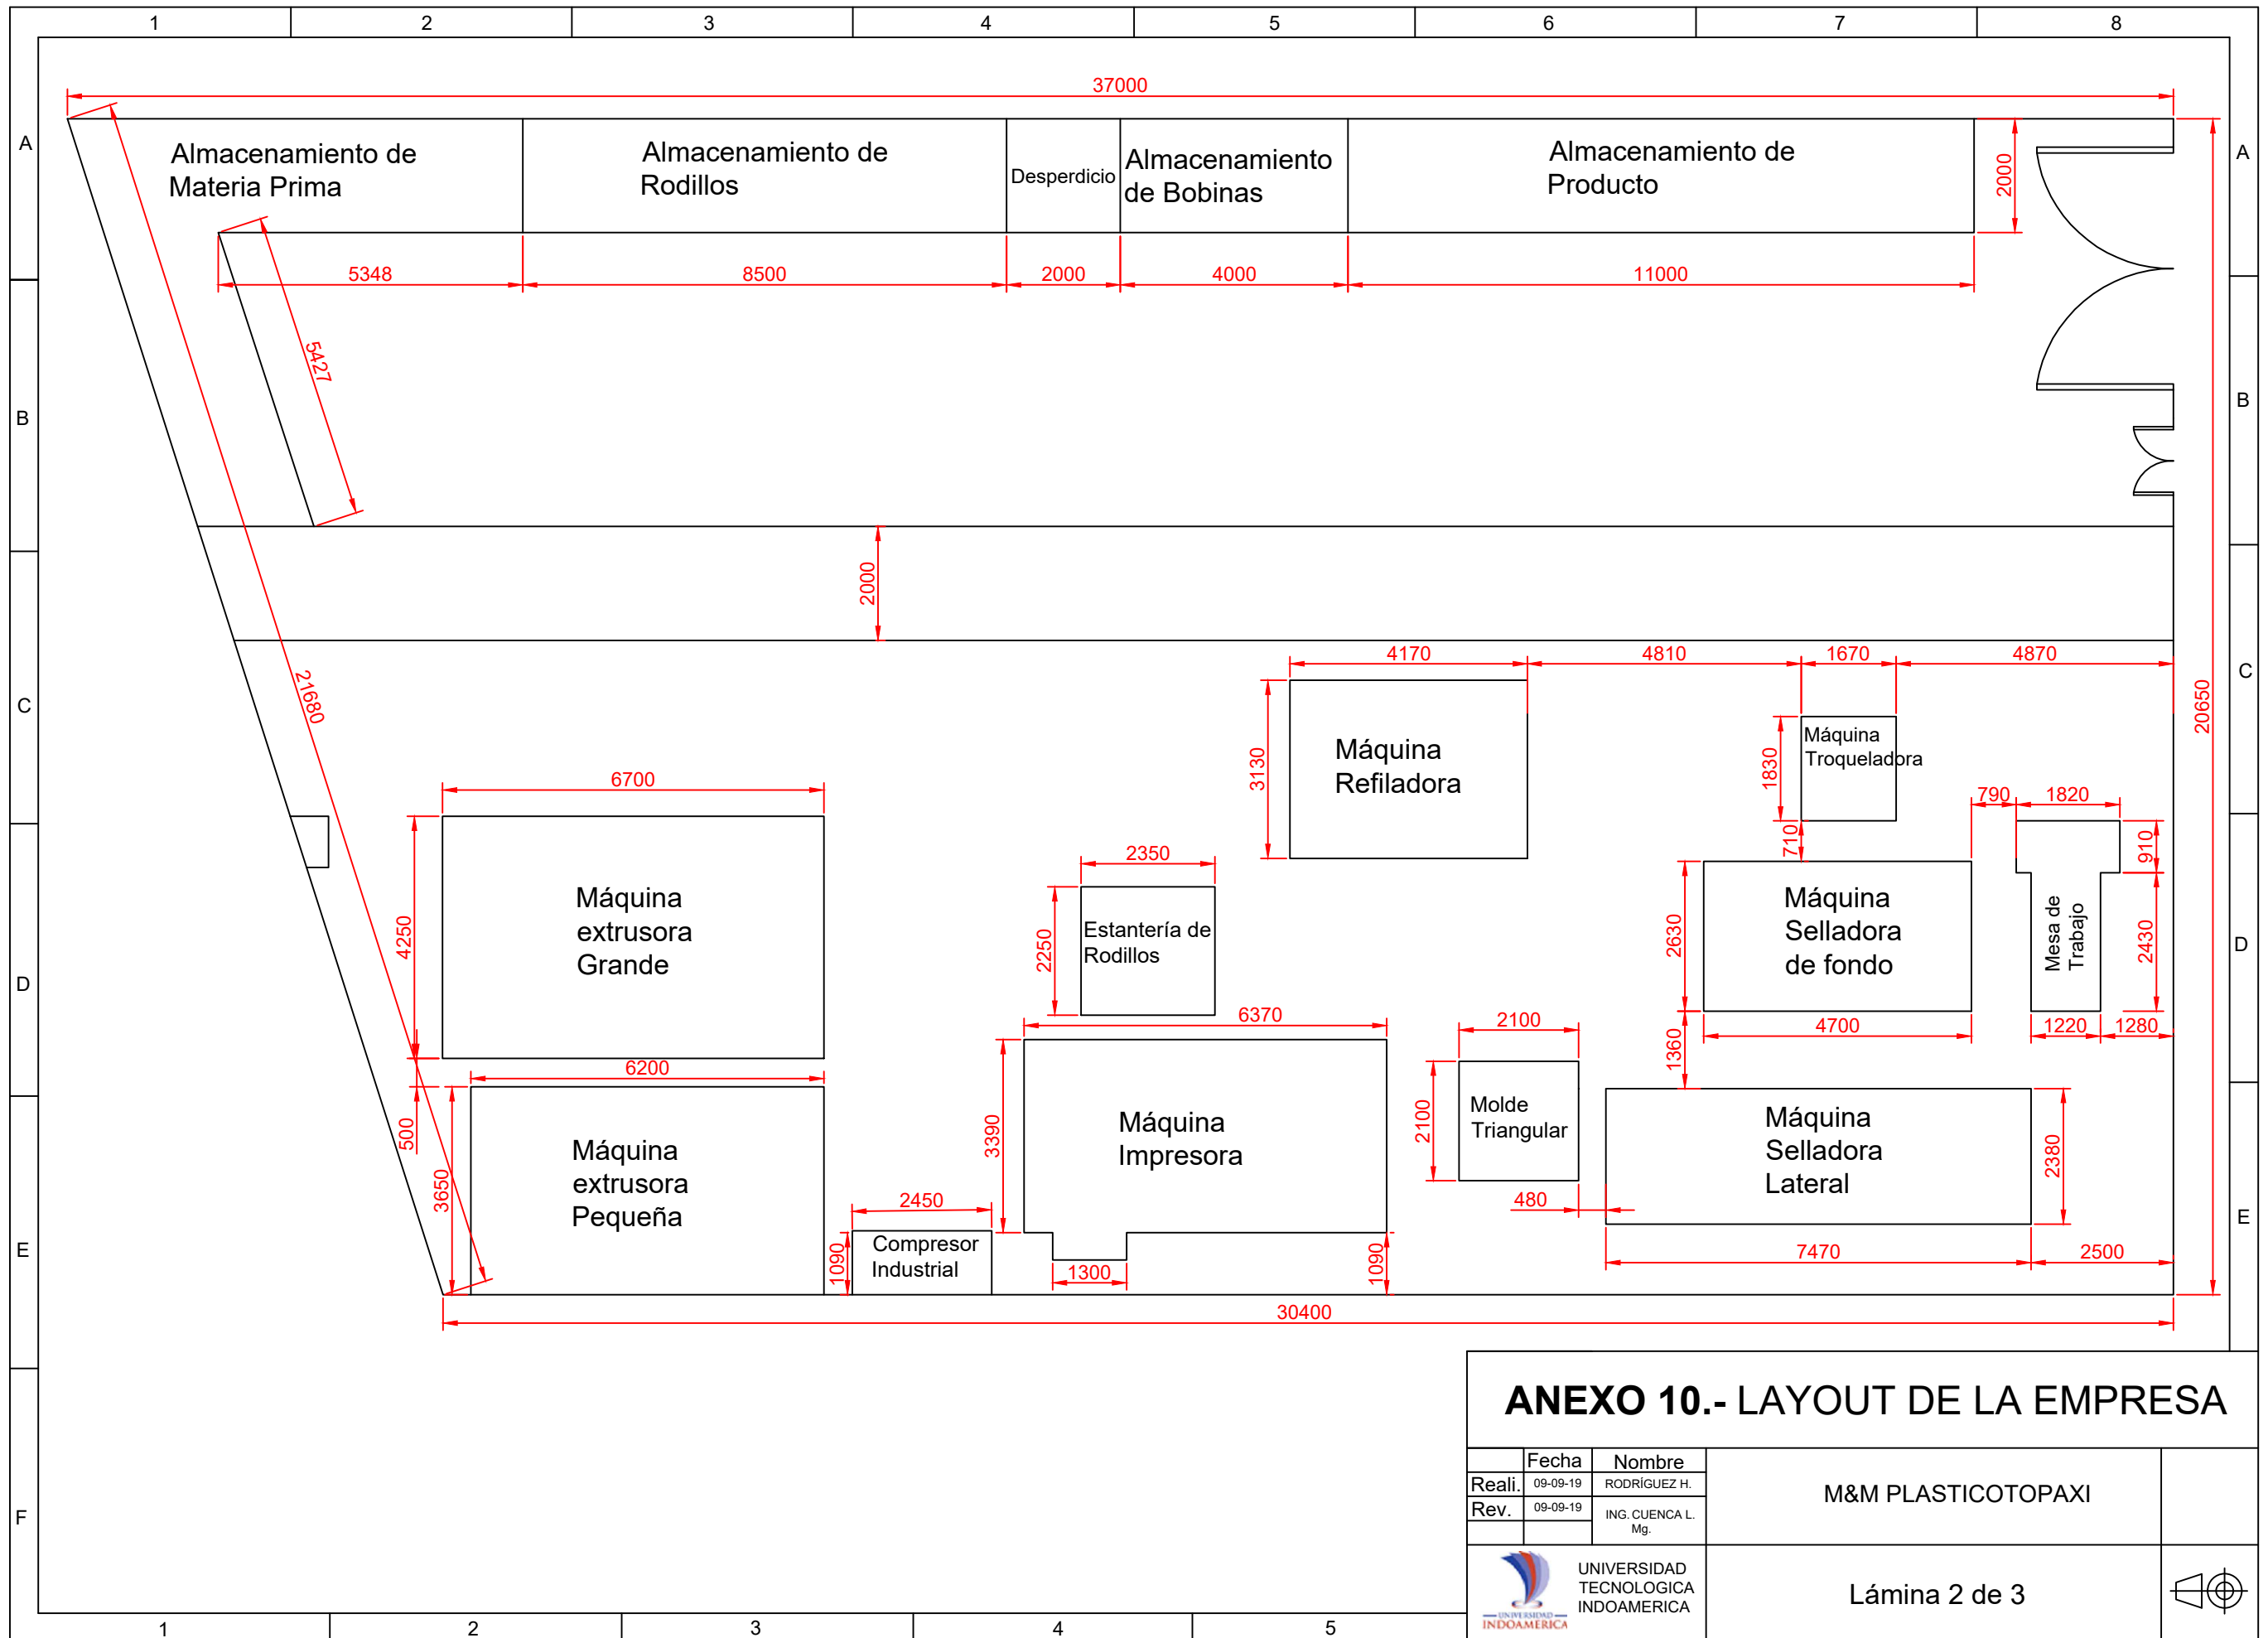 1 2 3 4 5 6 7 8
37000
A
A
Almacenamiento de
Materia Prima
Almacenamiento de
Rodillos
Desperdicio
Almacenamiento
de Bobinas
Almacenamiento de
Producto
2000
5348
8500
2000
4000
11000
5427
B
B
2000
21680
20650
C
C
4170
4810
1670
4870
3130
Máquina
Refiladora
1830
Máquina
Troqueladora
710
790
1820
910
6700
4250
Máquina
extrusora
Grande
2350
2250
Estantería de
Rodillos
2630
Máquina
Selladora
de fondo
Mesa de
Trabajo
2430
D
D
4700
1220
1280
1360
6370
2100
6200
500
3650
Máquina
extrusora
Pequeña
3390
Máquina
Impresora
2100
Molde
Triangular
Máquina
Selladora
Lateral
2380
480
2450
1090
Compresor
Industrial
1300
1090
7470
2500
E
E
30400
F
ANEXO 10.- LAYOUT DE LA EMPRESA
Fecha Nombre
Reali. 09-09-19 RODRÍGUEZ H.
Rev. 09-09-19 ING. CUENCA L.
Mg.
M&M PLASTICOTOPAXI
UNIVERSIDAD
INDOAMERICA
UNIVERSIDAD
TECNOLOGICA
INDOAMERICA
Lámina 2 de 3
1 2 3 4 5